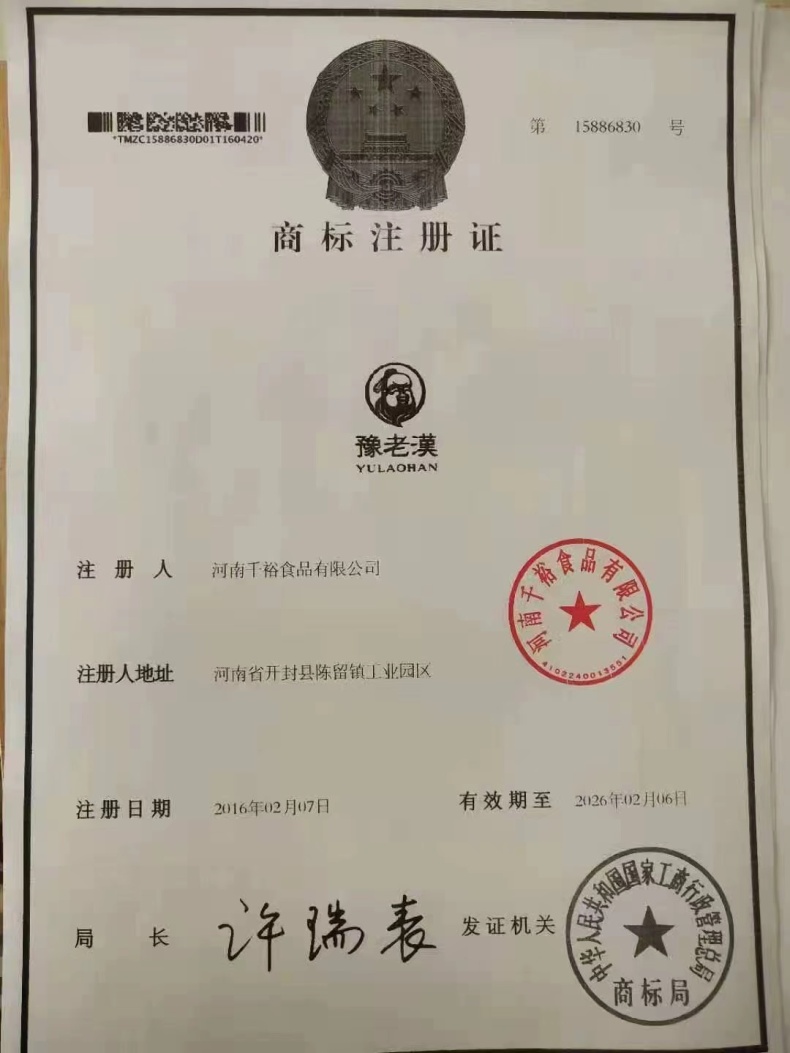 第 15886830 号
*TMZC15886830D01T160420*
商标注册证
豫老漢
YULAOHAN
注册人 河南千裕食品有限公司
河南千裕食品有限公司
4102240013551
注册人地址 河南省开封县陈留镇工业园区
注册日期 2016年02月07日 有效期至 2026年02月06日
局长 许瑞表 发证机关
中华人民共和国国家工商行政管理总局
商标局